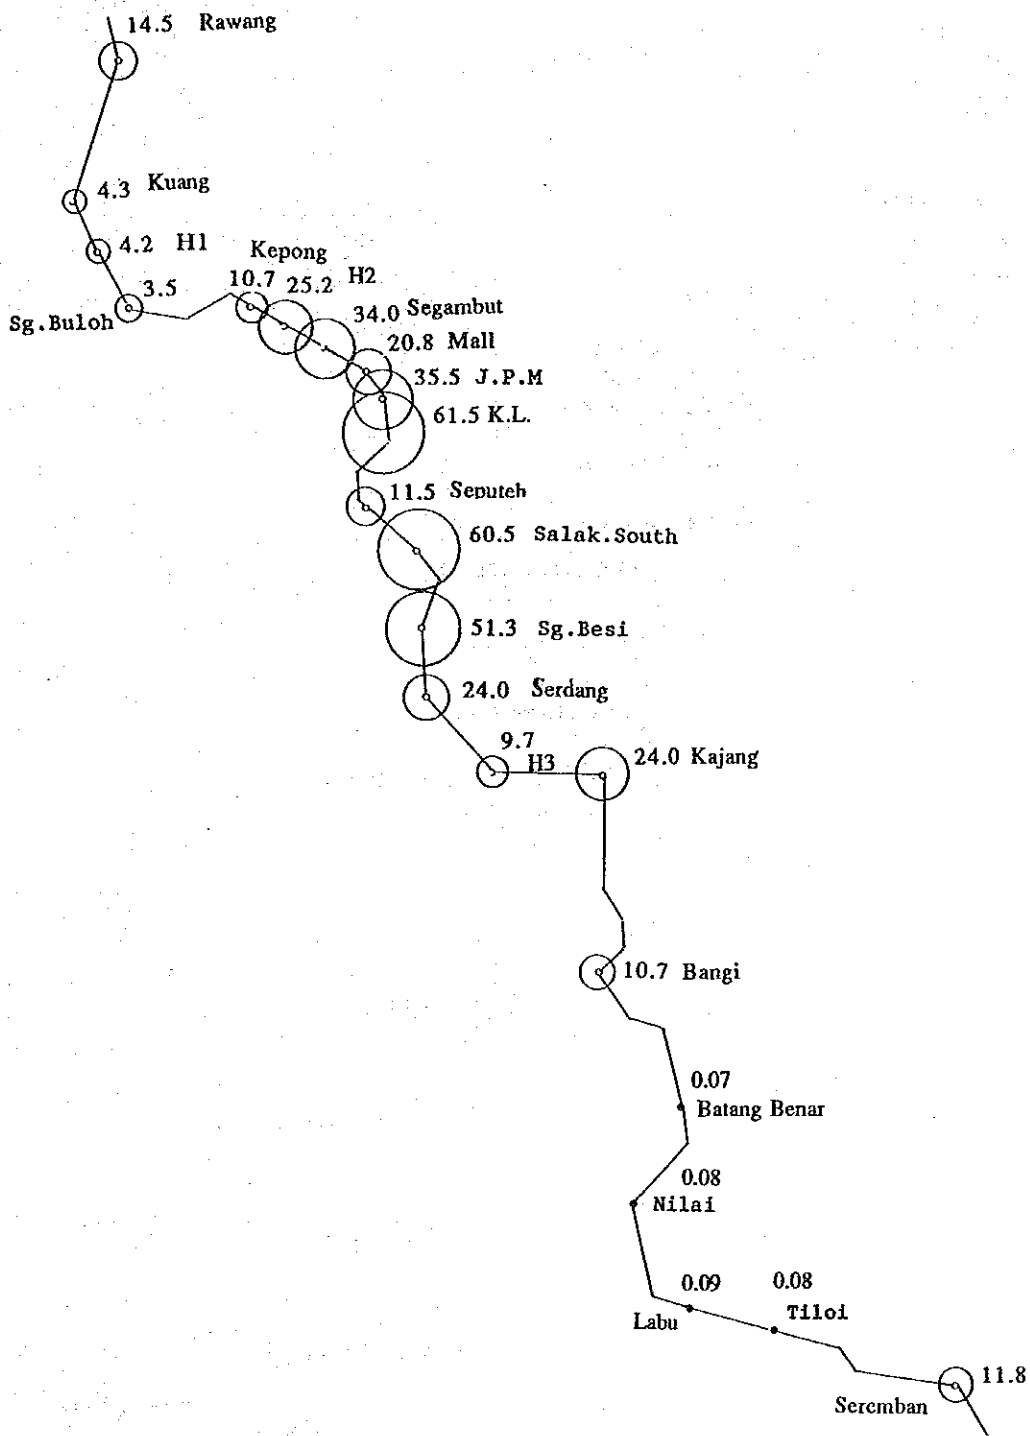 14.5 Rawang
4.3 Kuang
4.2 H1
Kepong
10.7 25.2 H2
3.5
Sg.Buloh
34.0 Segambut
20.8 Mall
35.5 J.P.M
61.5 K.L.
11.5 Seputeh
60.5 Salak.South
51.3 Sg.Besi
24.0 Serdang
9.7
H3
24.0 Kajang
10.7 Bangi
0.07
Batang Benar
0.08
Nilai
0.09 0.08
Labu Tiloi
11.8
Seremban